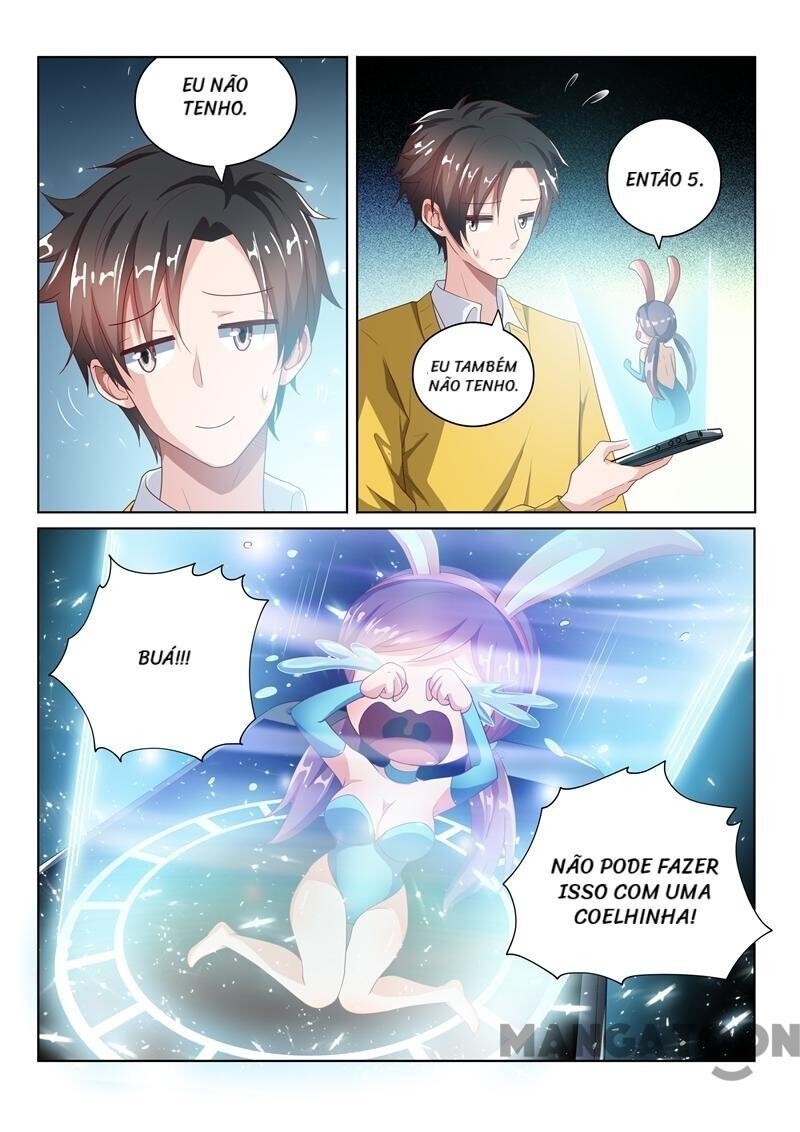 EU NÃO
TENHO.
ENTÃO 5.
EU TAMBÉM
NÃO TENHO.
BUÁ!!!
NÃO PODE FAZER
ISSO COM UMA
COELHINHA!
MANGATOON